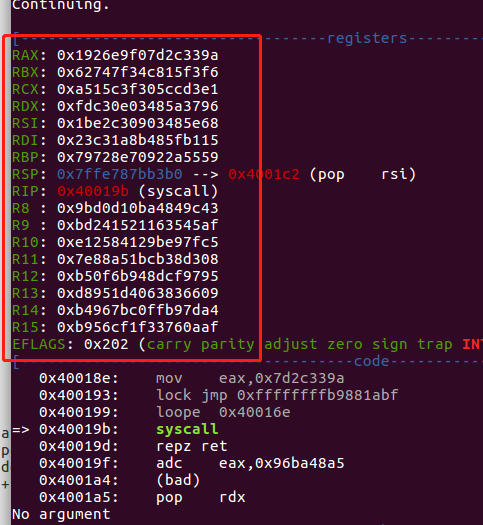 Continuing.
[-------------------------------------registers-----------
RAX: 0x1926e9f07d2c339a
RBX: 0x62747f34c815f3f6
RCX: 0xa515c3f305ccd3e1
RDX: 0xfdc30e03485a3796
RSI: 0x1be2c30903485e68
RDI: 0x23c31a8b485fb115
RBP: 0x79728e70922a5559
RSP: 0x7ffe787bb3b0 --> 0x4001c2 (pop    rsi)
RIP: 0x40019b (syscall)
R8 : 0x9bd0d10ba4849c43
R9 : 0xbd241521163545af
R10: 0xe12584129be97fc5
R11: 0x7e88a51bcb38d308
R12: 0xb50f6b948dcf9795
R13: 0xd8951d4063836609
R14: 0xb4967bc0ffb97da4
R15: 0xb956cf1f33760aaf
EFLAGS: 0x202 (carry parity adjust zero sign trap IN
[-------------------------------------code-----------
   0x40018e:    mov    eax,0x7d2c339a
   0x400193:    lock jmp 0xffffffffb9881abf
   0x400199:    loope  0x40016e
=> 0x40019b:    syscall
   0x40019d:    repz ret
   0x40019f:    adc    eax,0x96ba48a5
   0x4001a4:    (bad)
   0x4001a5:    pop    rdx
No argument
a
p
d
+